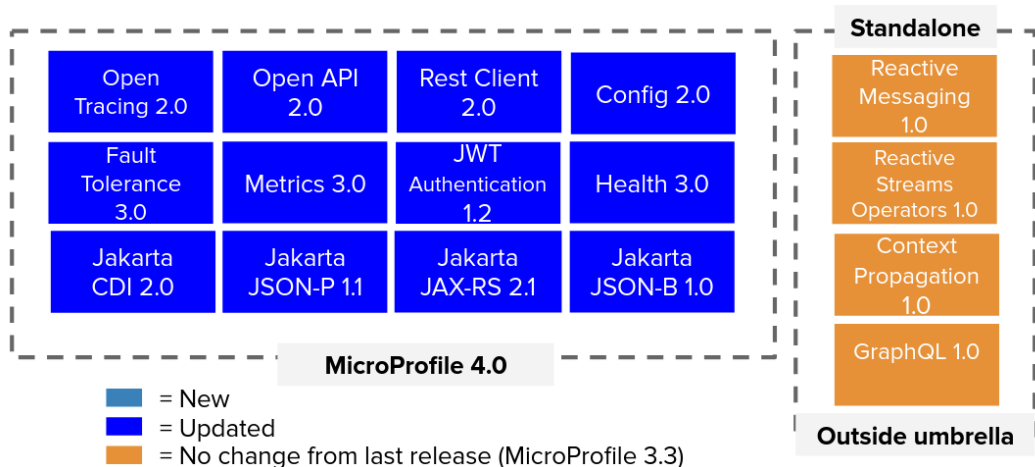 Open
Tracing 2.0
Open API
2.0
Rest Client
2.0
Config 2.0
Fault
Tolerance
3.0
Metrics 3.0
JWT
Authentication
1.2
Health 3.0
Jakarta
CDI 2.0
Jakarta
JSON-P 1.1
Jakarta
JAX-RS 2.1
Jakarta
JSON-B 1.0
MicroProfile 4.0
Standalone
Reactive
Messaging
1.0
Reactive
Streams
Operators 1.0
Context
Propagation
1.0
GraphQL 1.0
Outside umbrella
= New
= Updated
= No change from last release (MicroProfile 3.3)